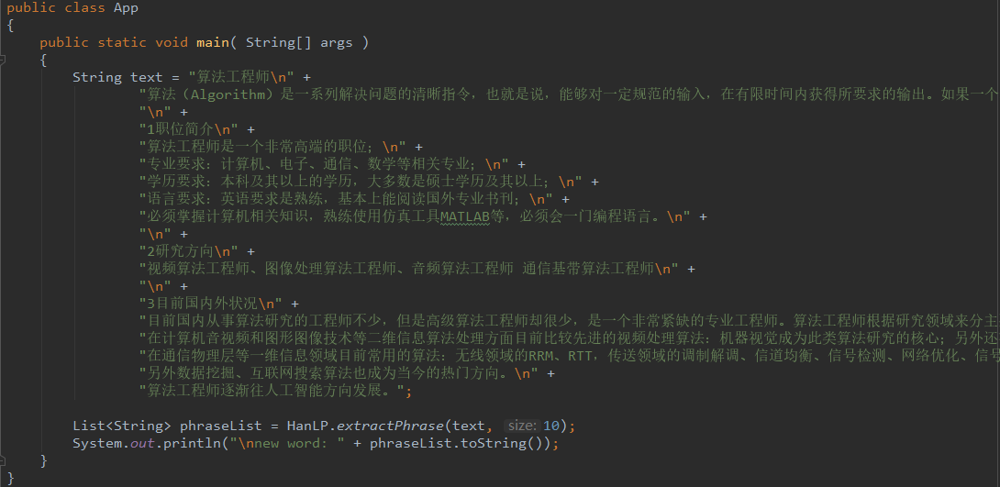 public class App
{
    public static void main( String[] args )
    {
        String text = "算法工程师\n" +
                "算法（Algorithm）是一系列解决问题的清晰指令，也就是说，能够对一定规范的输入，在有限时间内获得所要求的输出。如果一个
                "\n" +
                "1职位简介\n" +
                "算法工程师是一个非常高端的职位；\n" +
                "专业要求：计算机、电子、通信、数学等相关专业；\n" +
                "学历要求：本科及其以上的学历，大多数是硕士学历及其以上；\n" +
                "语言要求：英语要求是熟练，基本上能阅读国外专业书刊；\n" +
                "必须掌握计算机相关知识，熟练使用仿真工具MATLAB等，必须会一门编程语言。\n" +
                "\n" +
                "2研究方向\n" +
                "视频算法工程师、图像处理算法工程师、音频算法工程师 通信基带算法工程师\n" +
                "\n" +
                "3目前国内外状况\n" +
                "目前国内从事算法研究的工程师不少，但是高级算法工程师却很少，是一个非常紧缺的专业工程师。算法工程师根据研究领域来分主
                "在计算机音视频和图形图像技术等二维信息算法处理方面目前比较先进的视频处理算法：机器视觉成为此类算法研究的核心；另外还
                "在通信物理层等一维信息领域目前常用的算法：无线领域的RRM、RTT，传送领域的调制解调、信道均衡、信号检测、网络优化、信号
                "另外数据挖掘、互联网搜索算法也成为当今的热门方向。\n" +
                "算法工程师逐渐往人工智能方向发展。";
        List<String> phraseList = HanLP.extractPhrase(text, size: 10);
        System.out.println("\nnew word: " + phraseList.toString());
    }
}